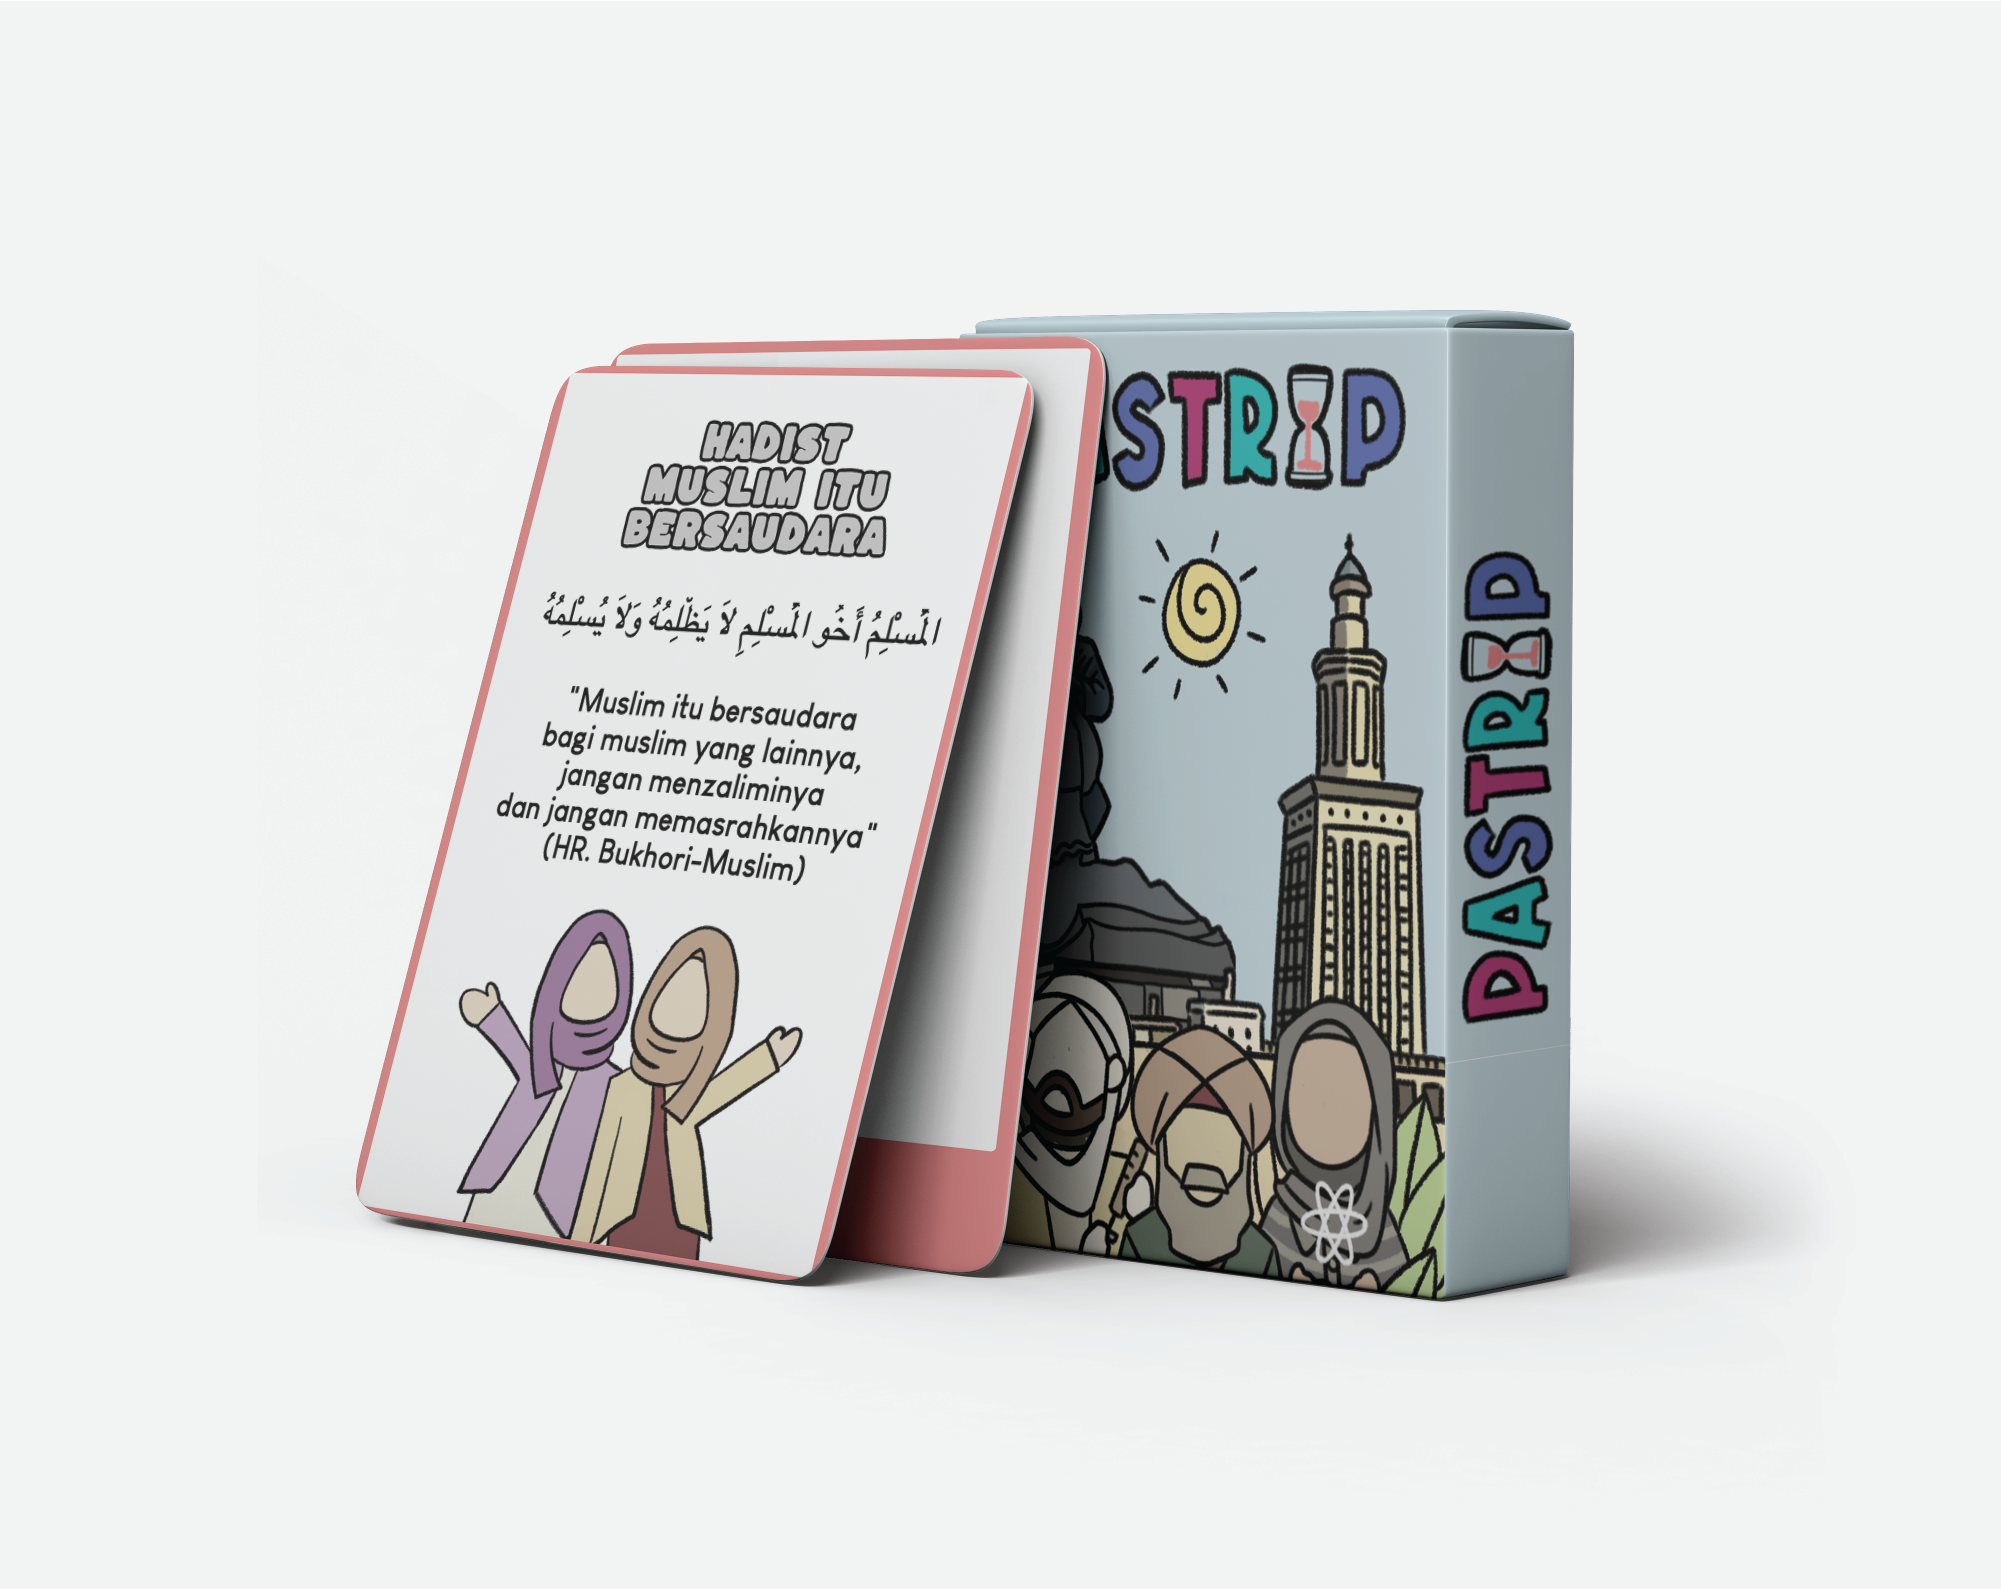 HADIST
MUSLIM ITU
BERSAUDARA
الْمُسْلِمُ أَخُو الْمُسْلِمِ لاَ يَظْلِمُهُ وَلاَ يُسْلِمُهُ
"Muslim itu bersaudara
bagi muslim yang lainnya,
jangan menzaliminya
dan jangan memasrahkannya"
(HR. Bukhori-Muslim)
ASTRIP
PASTRIP